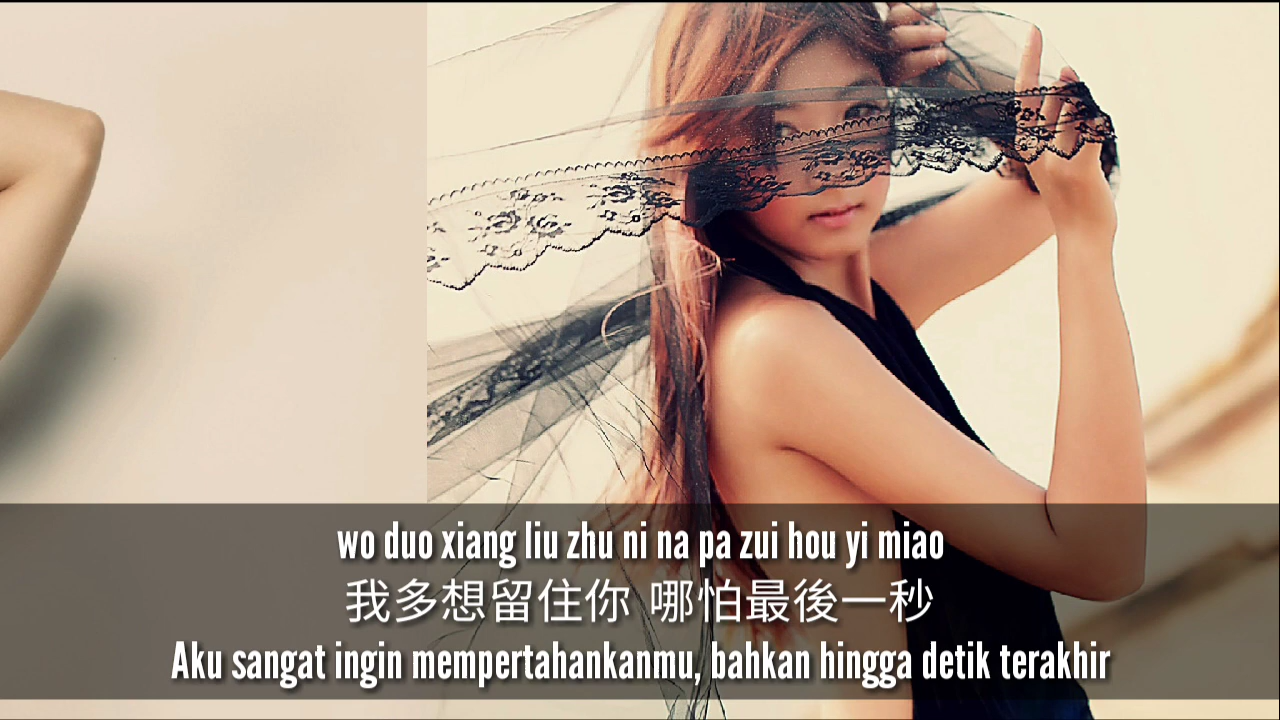 wo duo xiang liu zhu ni na pa zui hou yi miao
我多想留住你 哪怕最後一秒
Aku sangat ingin mempertahankanmu, bahkan hingga detik terakhir